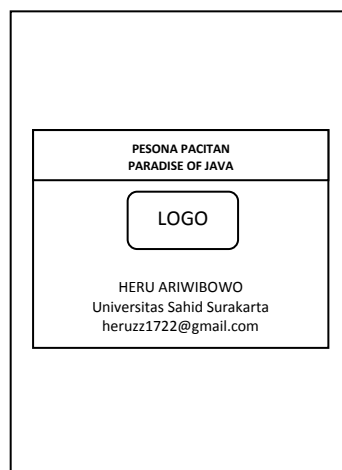 PESONA PACITAN
PARADISE OF JAVA
LOGO
HERU ARIWIBOWO
Universitas Sahid Surakarta
heruzz1722@gmail.com